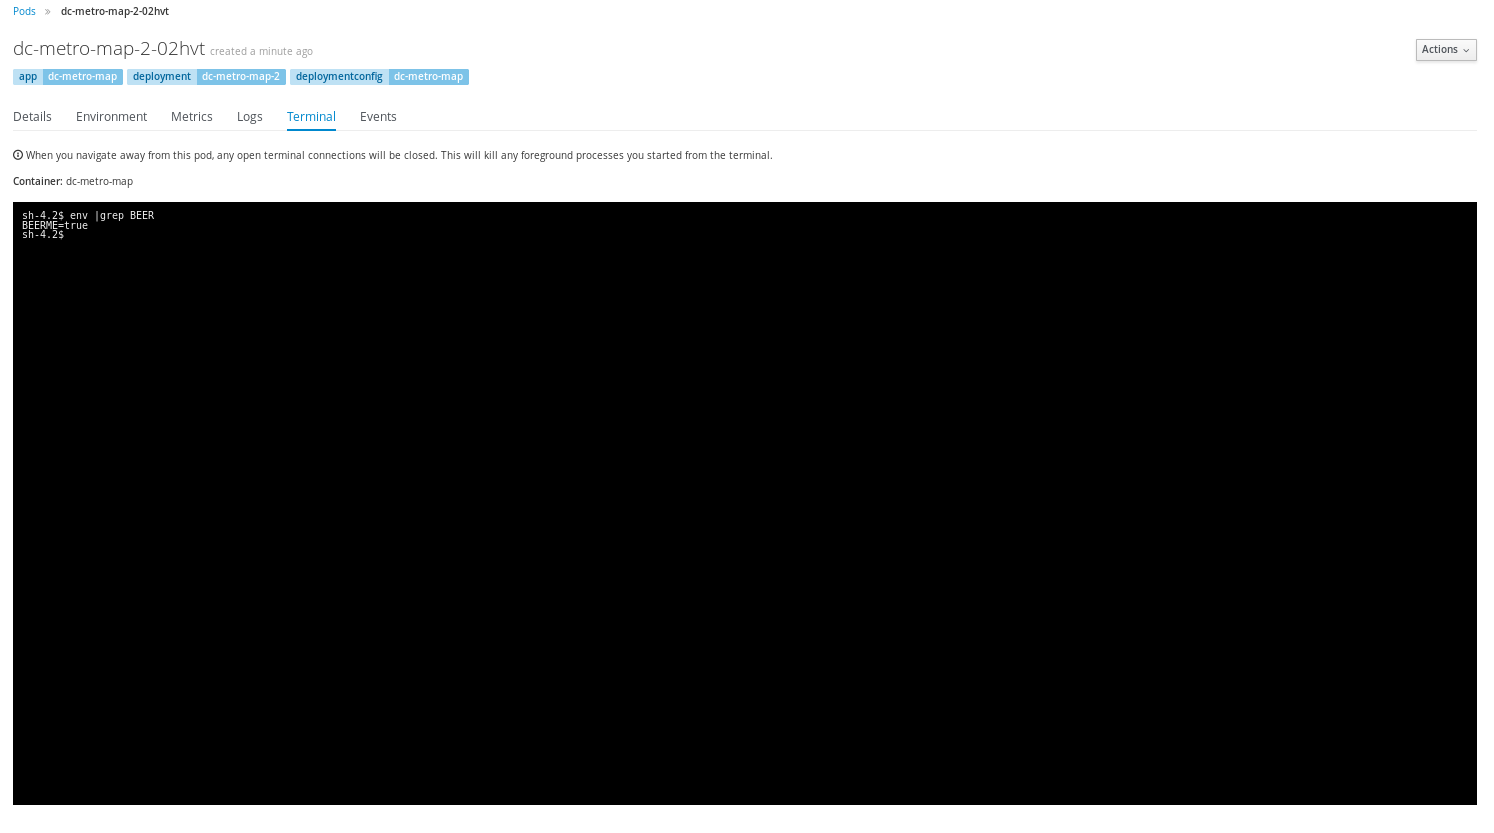 Pods » dc-metro-map-2-02hvt
dc-metro-map-2-02hvt created a minute ago
Actions
app dc-metro-map deployment dc-metro-map-2 deploymentconfig dc-metro-map
Details Environment Metrics Logs Terminal Events
When you navigate away from this pod, any open terminal connections will be closed. This will kill any foreground processes you started from the terminal.
Container: dc-metro-map
sh-4.2$ env |grep BEER
BEERME=true
sh-4.2$